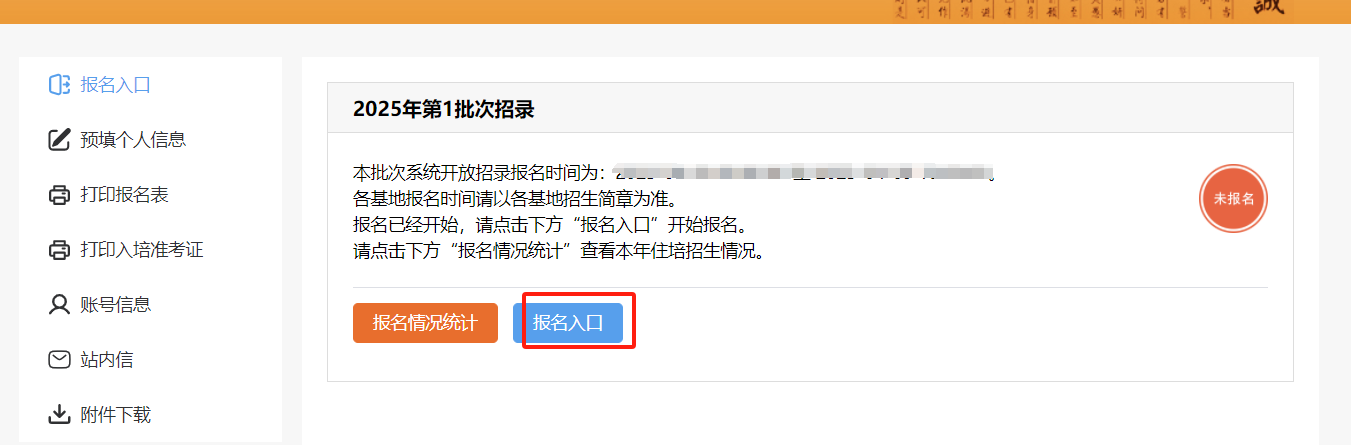 誠
报名入口
预填个人信息
打印报名表
打印入培准考证
账号信息
站内信
附件下载
2025年第1批次招录
本批次系统开放招录报名时间为：
各基地报名时间请以各基地招生简章为准。
报名已经开始，请点击下方“报名入口”开始报名。
请点击下方“报名情况统计”查看本年住培招生情况。
未报名
报名情况统计
报名入口